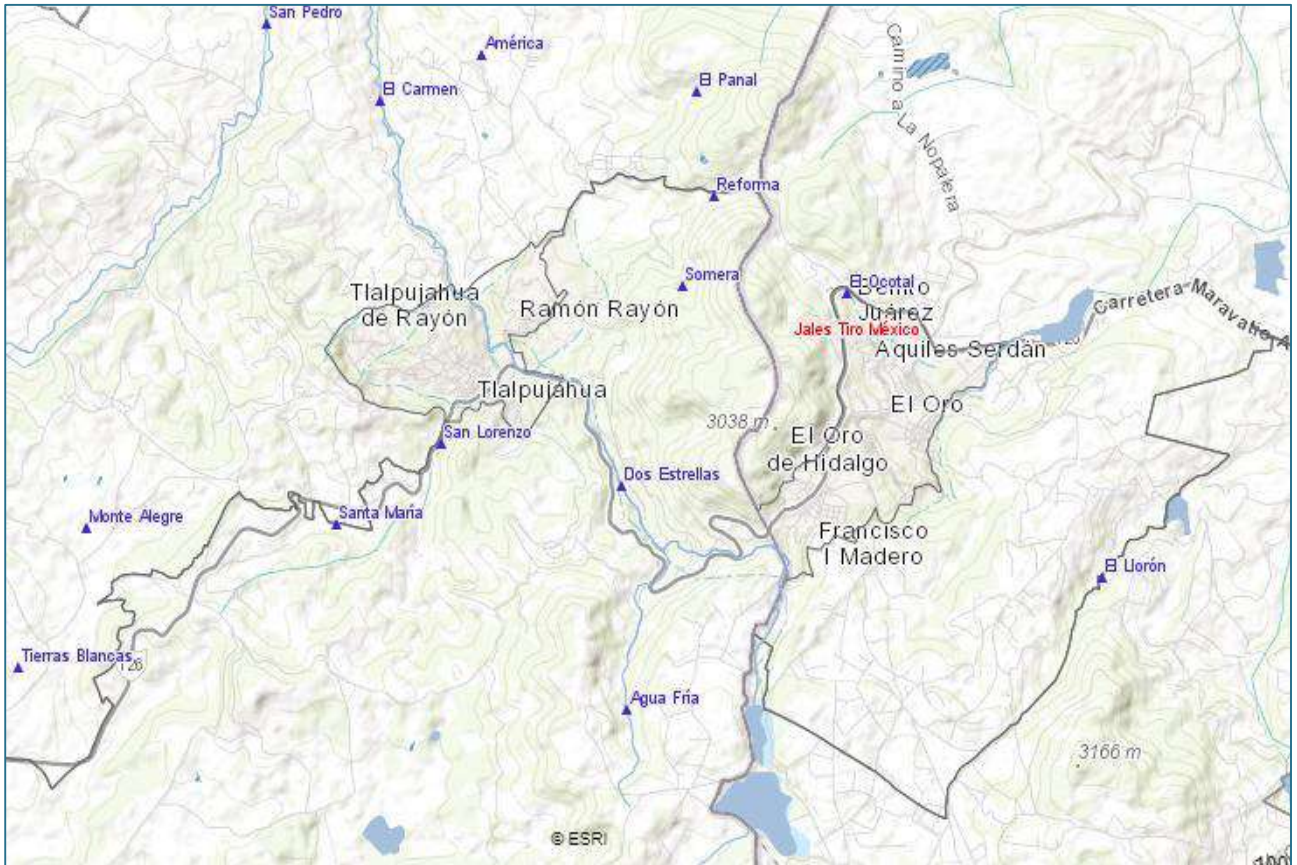 San Pedro
América
El Carmen
El Panal
Camino a La Nopalera
Reforma
Somera
El Ocotal
Benito
Juárez
Tlalpujahua
de Rayón
Ramón Rayón
Jales Tiro México
Carretera-Maravatío A
Aquiles Serdán
Tlalpujahua
El Oro
3038 m
El Oro
de Hidalgo
San Lorenzo
Dos Estrellas
Monte Alegre
Santa María
Francisco
I Madero
El Llorón
Tierras Blancas
126
Agua Fría
3166 m
© ESRI